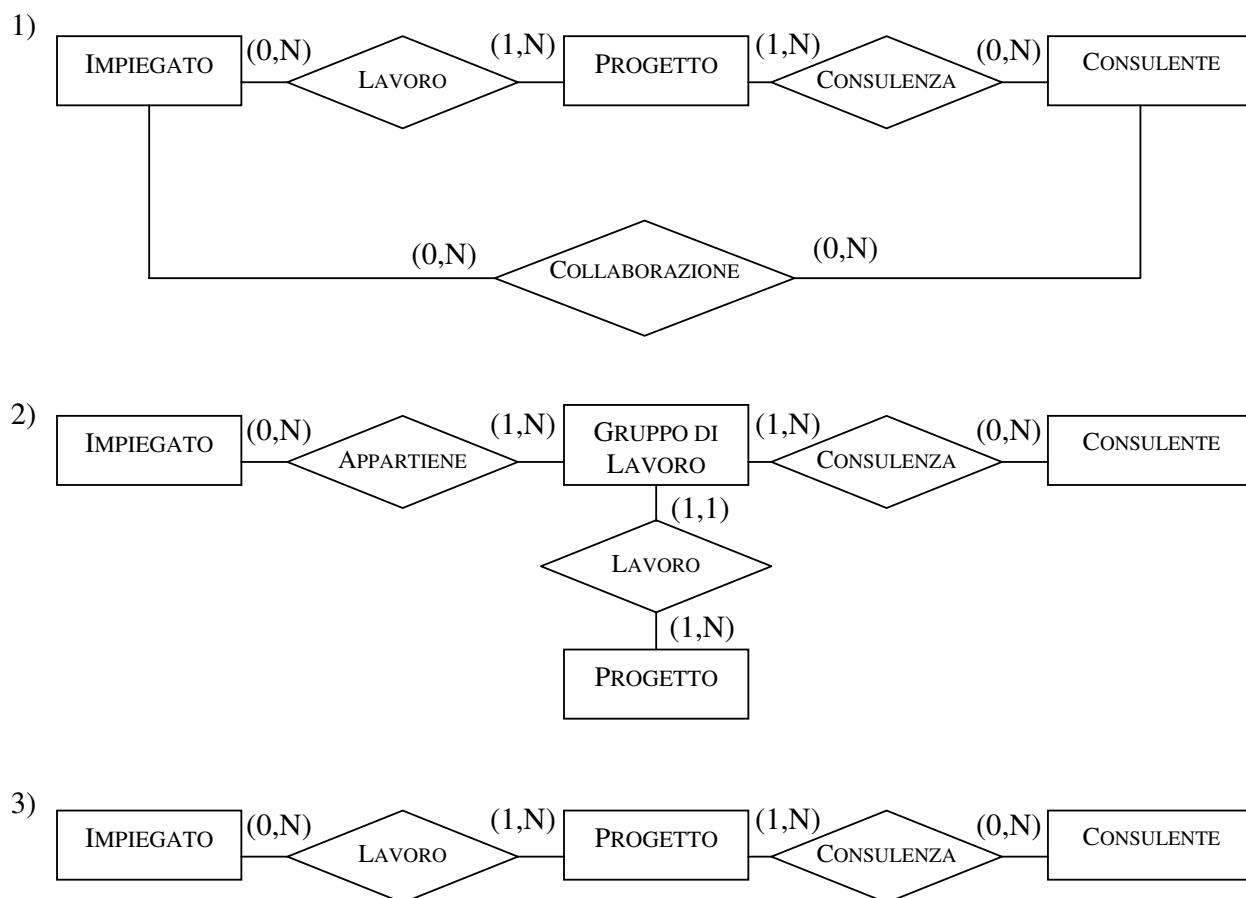 1)
IMPIEGATO (0,N) LAVORO (1,N) PROGETTO (1,N) CONSULENZA (0,N) CONSULENTE
(0,N) COLLABORAZIONE (0,N)
2)
IMPIEGATO (0,N) APPARTIENE (1,N) GRUPPO DI
LAVORO (1,N) CONSULENZA (0,N) CONSULENTE
(1,1)
LAVORO
(1,N)
PROGETTO
3)
IMPIEGATO (0,N) LAVORO (1,N) PROGETTO (1,N) CONSULENZA (0,N) CONSULENTE